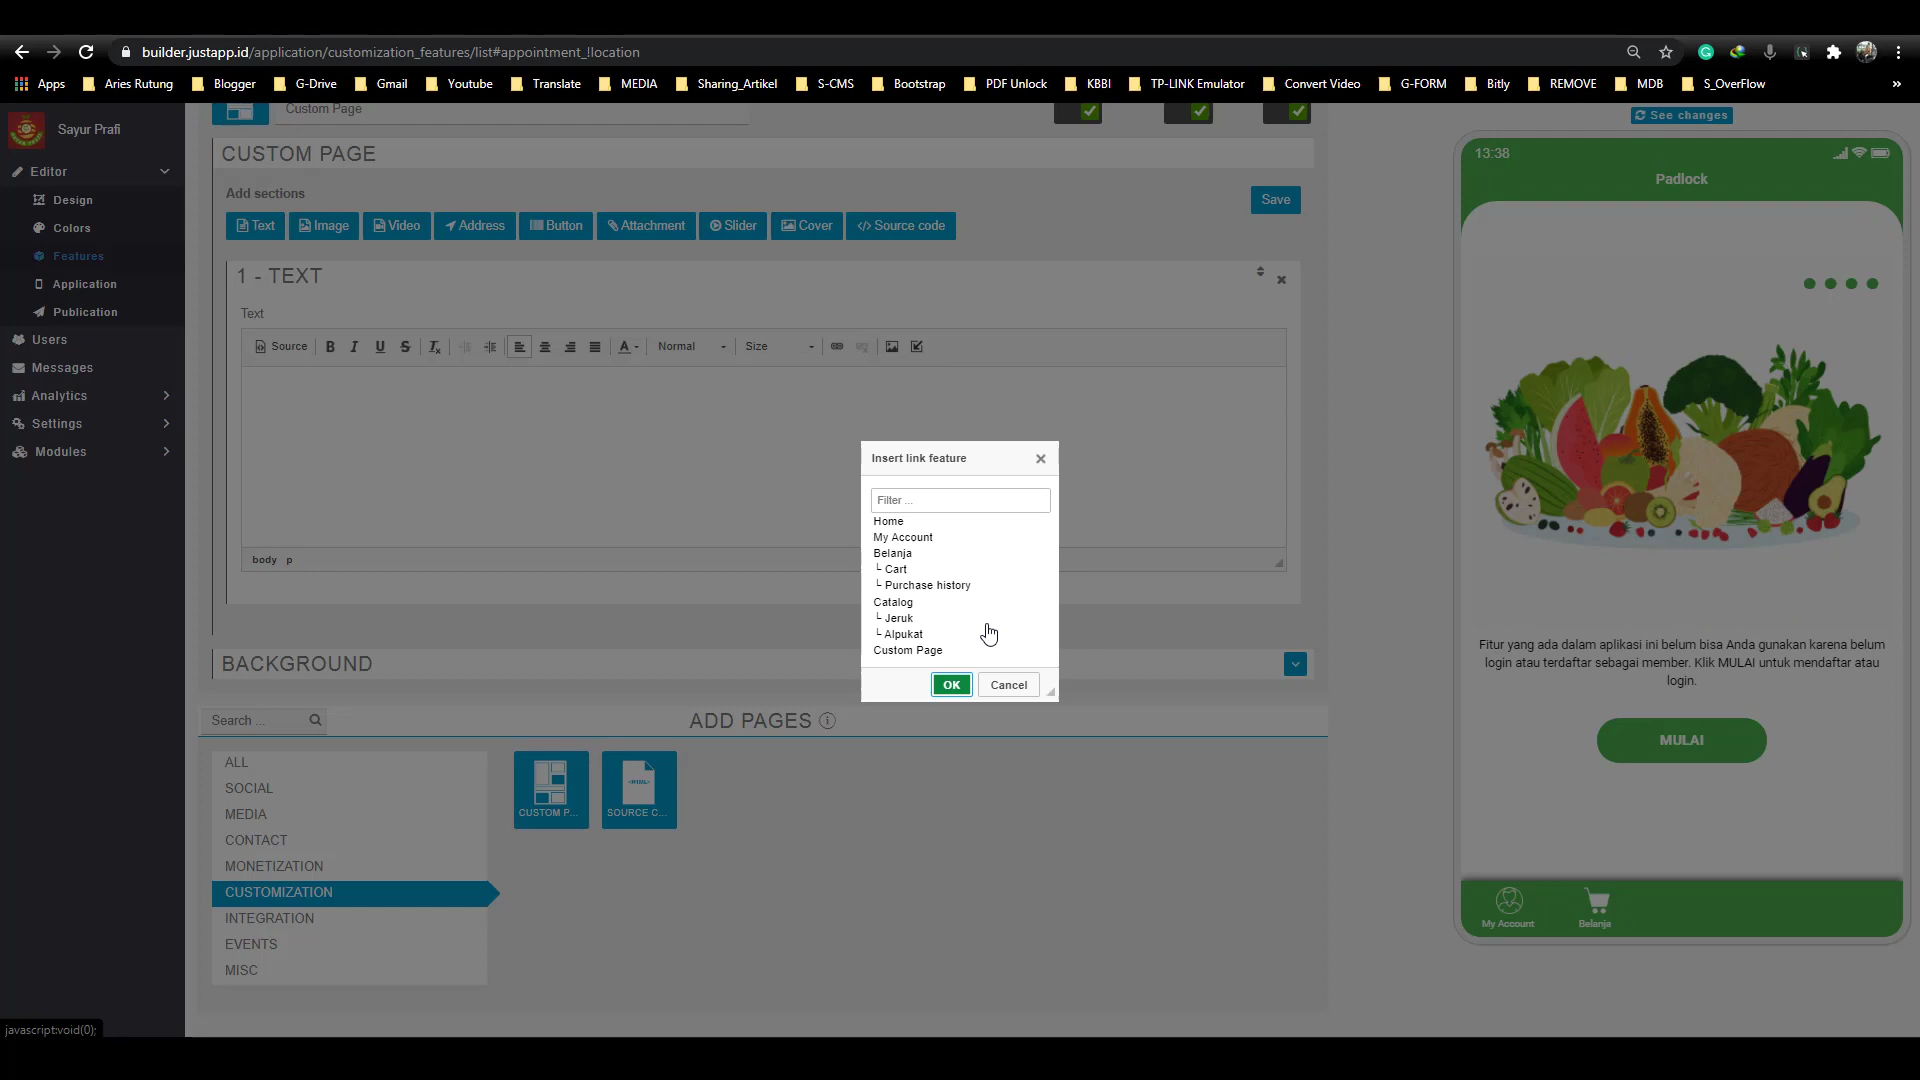 builder.justapp.id/application/customization_features/list#appointment_!location
Apps Aries Rutung Blogger G-Drive Gmail Youtube Translate MEDIA Sharing_Artikel S-CMS Bootstrap PDF Unlock KBBI TP-LINK Emulator Convert Video G-FORM Bitly REMOVE MDB S_OverFlow »
Sayur Prafi
Editor
Design
Colors
Features
Application
Publication
Users
Messages
Analytics
Settings
Modules
Custom Page
CUSTOM PAGE
Add sections
Save
Text Image Video Address Button Attachment Slider Cover </> Source code
1 - TEXT
Text
Source B I U S Ix A Normal Size
body p
BACKGROUND
Search ...
ADD PAGES
ALL
SOCIAL
MEDIA
CONTACT
MONETIZATION
CUSTOMIZATION
INTEGRATION
EVENTS
MISC
CUSTOM P...
<HTML>
SOURCE C...
Insert link feature
Filter ...
Home
My Account
Belanja
└ Cart
└ Purchase history
Catalog
└ Jeruk
└ Alpukat
Custom Page
OK Cancel
See changes
13:38
Padlock
Fitur yang ada dalam aplikasi ini belum bisa Anda gunakan karena belum
login atau terdaftar sebagai member. Klik MULAI untuk mendaftar atau
login.
MULAI
My Account Belanja
javascript:void(0);